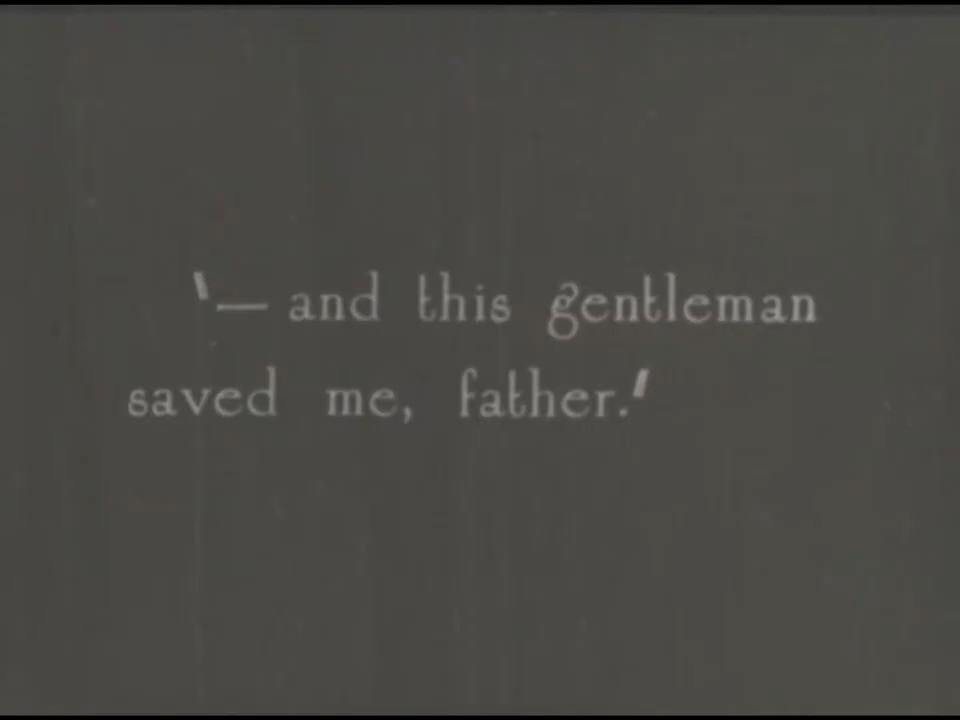 '— and this gentleman
saved me, father.'